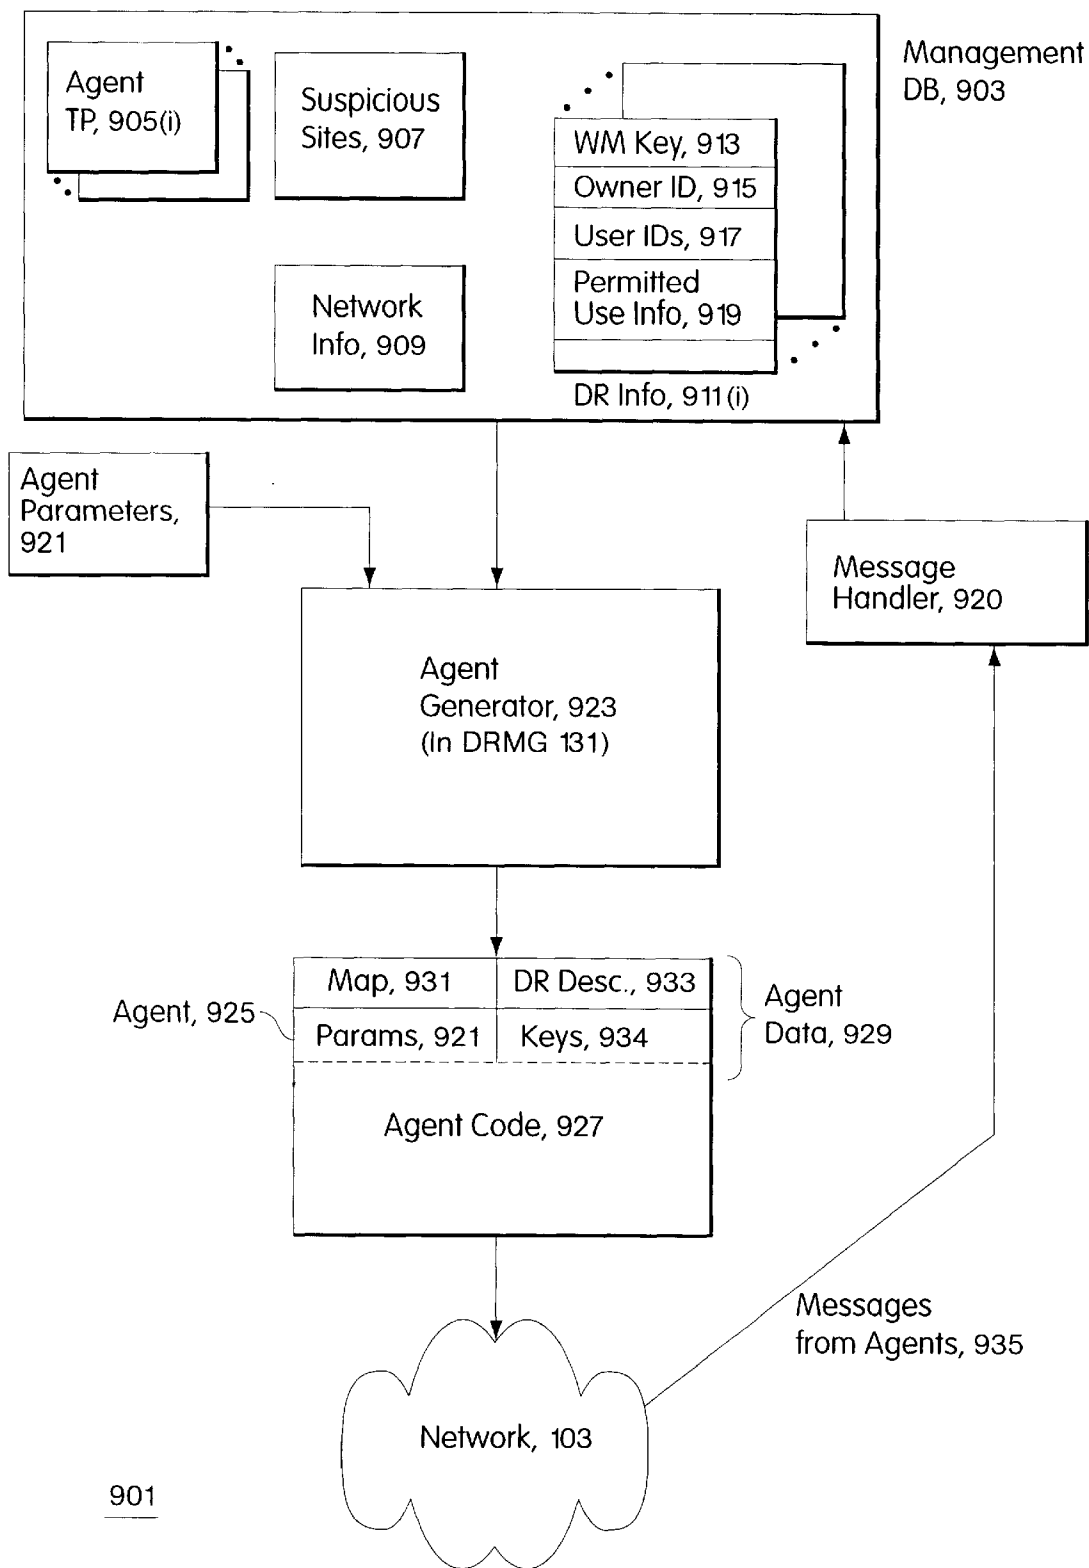 Management
DB, 903
Agent
TP, 905(i)
Suspicious
Sites, 907
WM Key, 913
Owner ID, 915
User IDs, 917
Permitted
Use Info, 919
Network
Info, 909
DR Info, 911(i)
Agent
Parameters,
921
Message
Handler, 920
Agent
Generator, 923
(In DRMG 131)
Map, 931
DR Desc., 933
Agent, 925
Params, 921
Keys, 934
Agent
Data, 929
Agent Code, 927
Messages
from Agents, 935
Network, 103
901